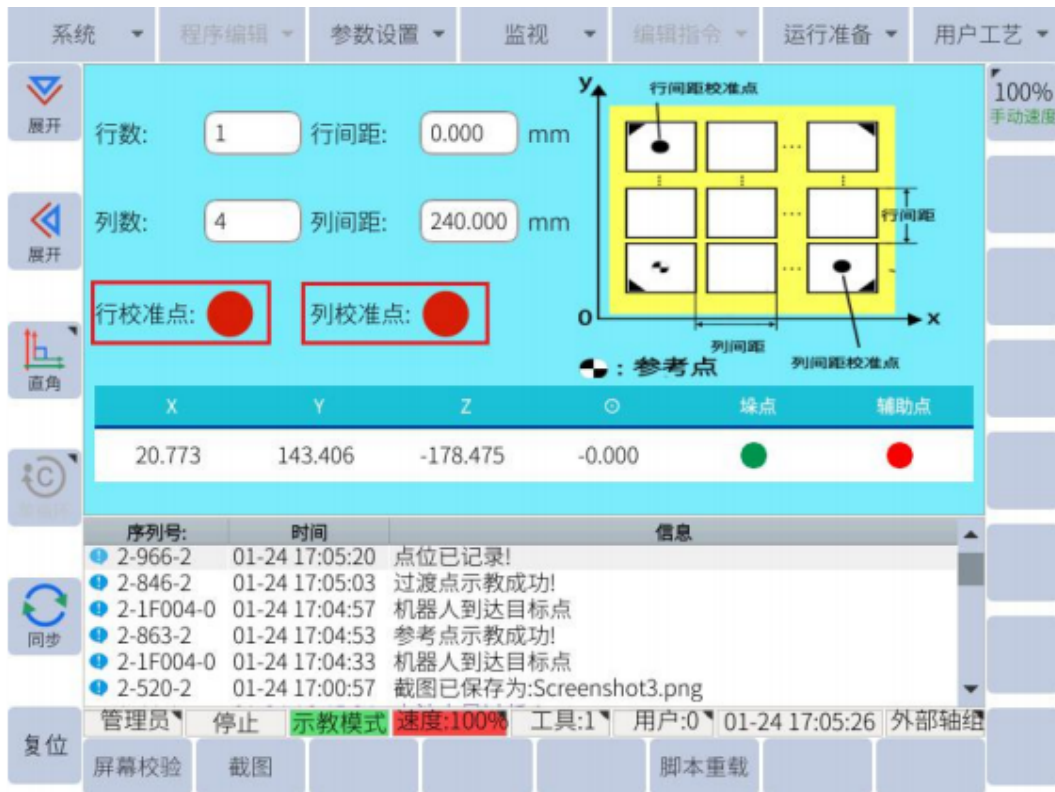 系统 程序编辑 参数设置 监视 编辑指令 运行准备 用户工艺
展开
100%
手动速度
行数: 1 行间距: 0.000 mm
列数: 4 列间距: 240.000 mm
行校准点: 列校准点:
y
行间距校准点
行间距
0
x
列间距
列间距校准点
: 参考点
展开
直角
X Y Z 垛点 辅助点
20.773 143.406 -178.475 -0.000
C
序列号: 时间 信息
2-966-2 01-24 17:05:20 点位已记录!
2-846-2 01-24 17:05:03 过渡点示教成功!
2-1F004-0 01-24 17:04:57 机器人到达目标点
2-863-2 01-24 17:04:53 参考点示教成功!
2-1F004-0 01-24 17:04:33 机器人到达目标点
2-520-2 01-24 17:00:57 截图已保存为:Screenshot3.png
同步
管理员 停止 示教模式 速度:100% 工具:1 用户:0 01-24 17:05:26 外部轴组
复位
屏幕校验 截图 脚本重载